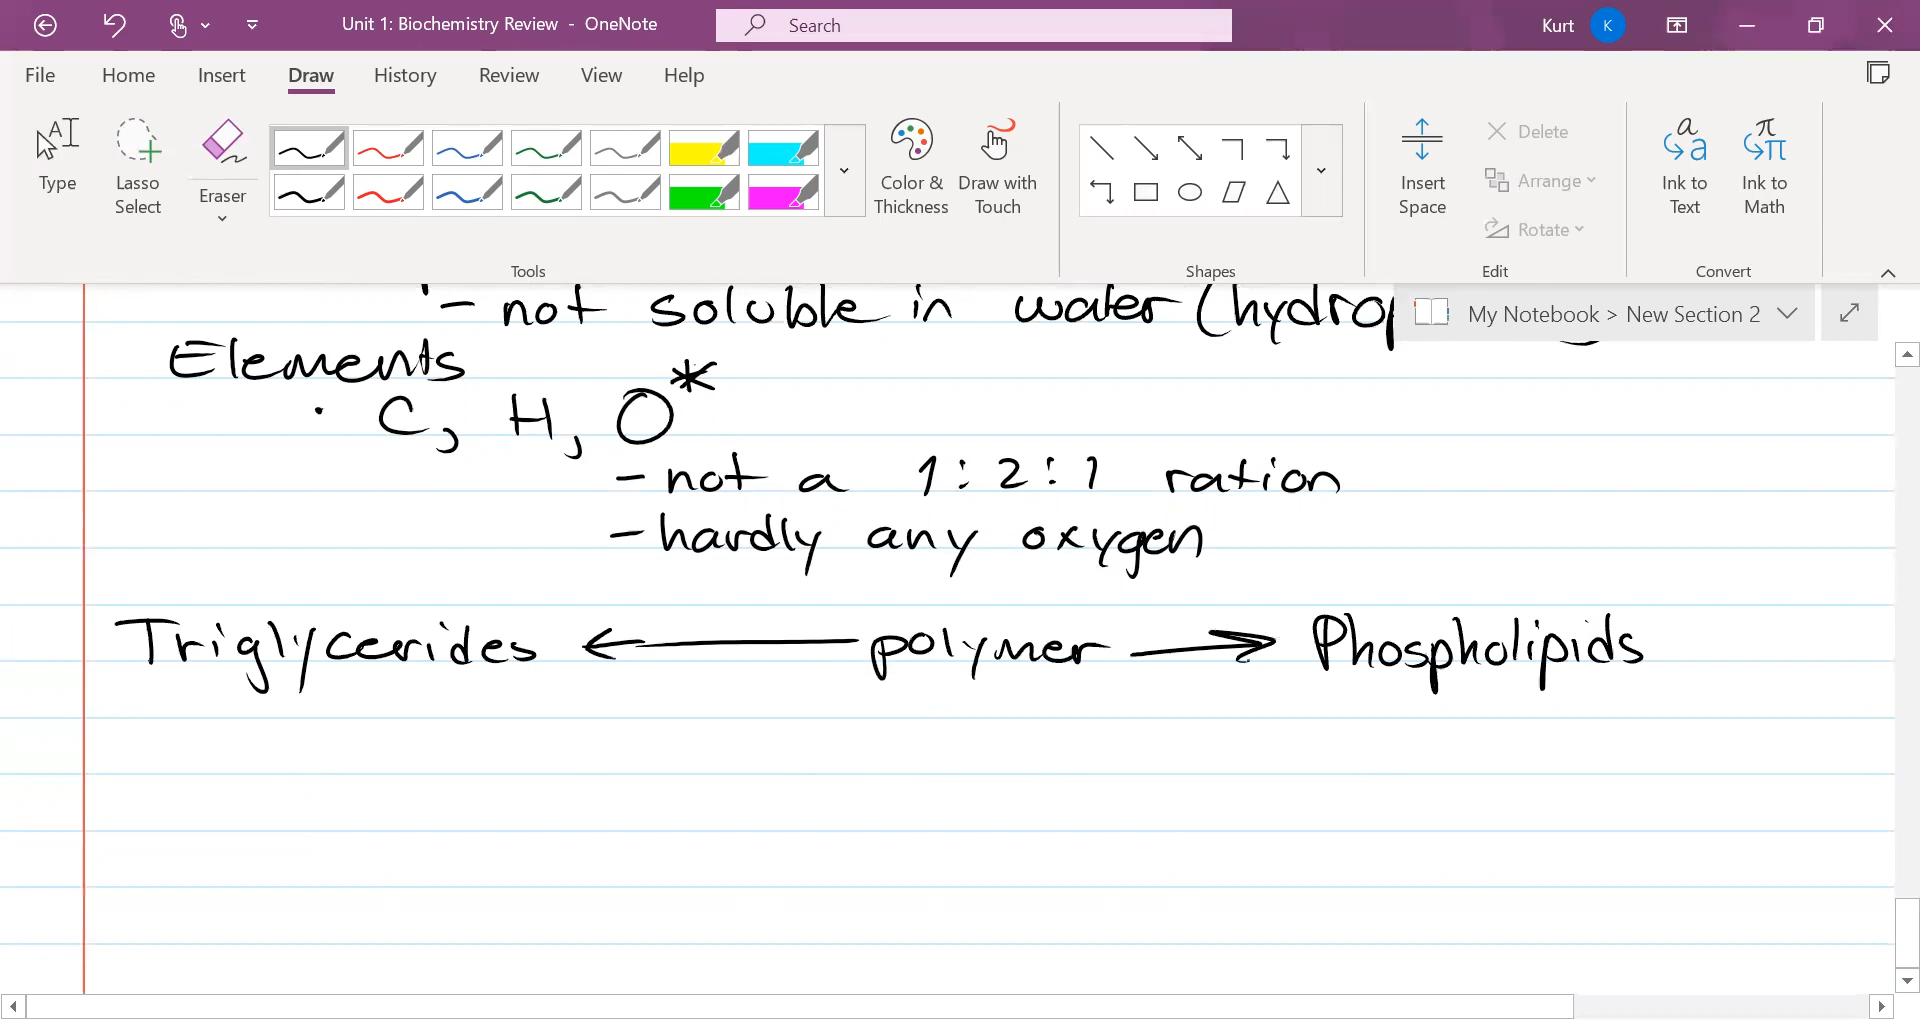 Unit 1: Biochemistry Review - OneNote
Search
Kurt
K
File Home Insert Draw History Review View Help
Type
Lasso Select
Eraser
Color & Thickness
Draw with Touch
Insert Space
Delete
Arrange
Rotate
Ink to Text
Ink to Math
Tools
Shapes
Edit
Convert
- not soluble in water (hydrop
My Notebook > New Section 2
Elements
· C, H, O*
- not a 1:2:1 ration
- hardly any oxygen
Triglycerides ← polymer → Phospholipids